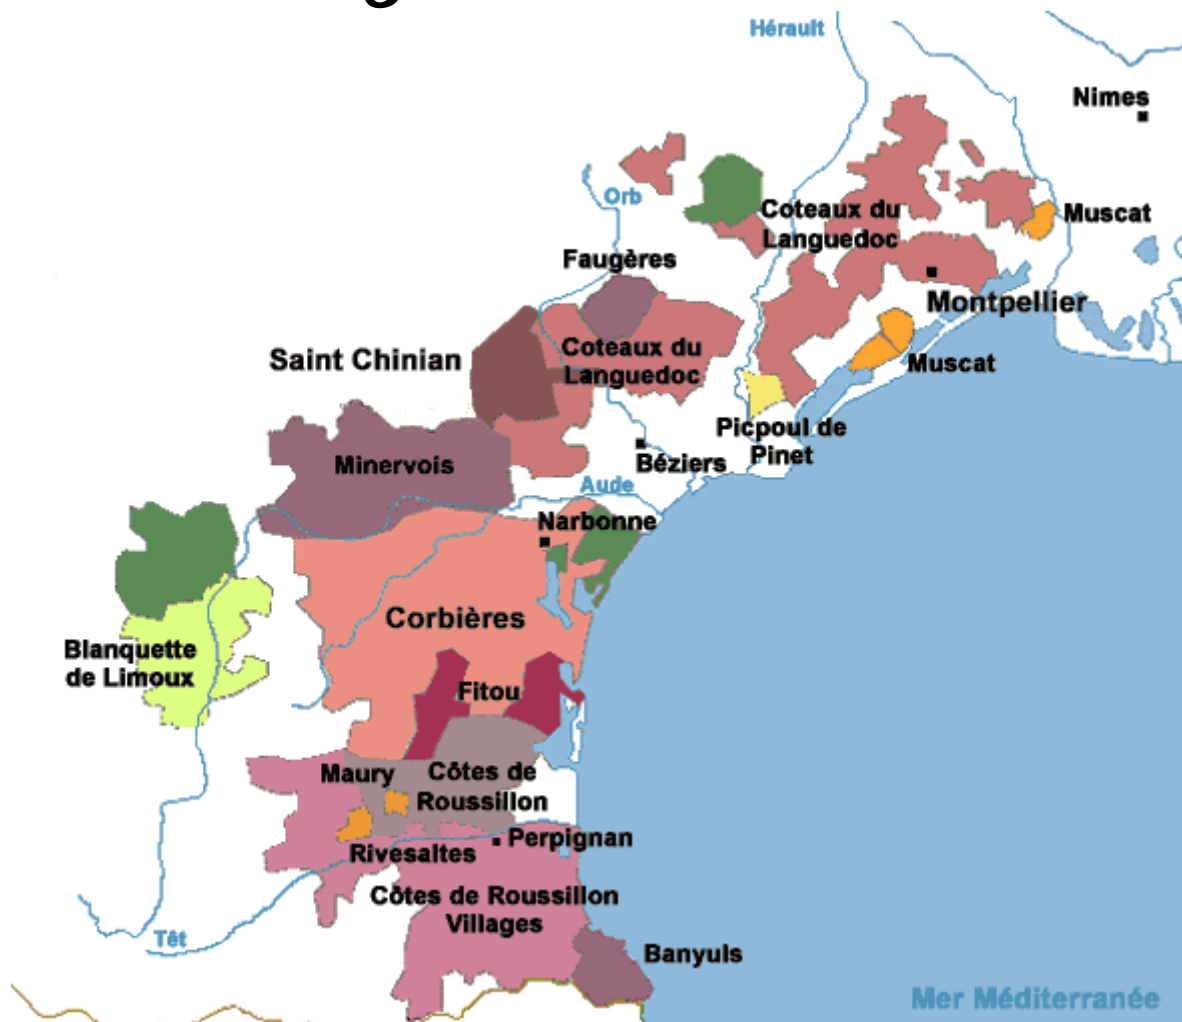 Hérault
Nimes
Orb
Coteaux du
Languedoc
Muscat
Faugères
Montpellier
Saint Chinian
Coteaux du
Languedoc
Muscat
Picpoul de
Pinet
Minervois
Béziers
Aude
Narbonne
Corbières
Blanquette
de Limoux
Fitou
Maury
Côtes de
Roussillon
Perpignan
Rivesaltes
Côtes de Roussillon
Villages
Têt
Banyuls
Mer Méditerranée